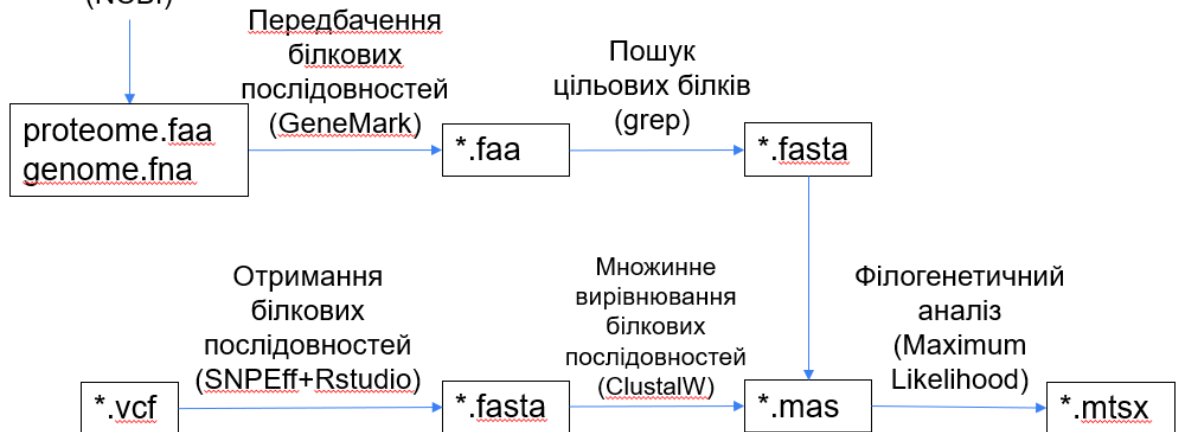 (NCBI)
Передбачення
білкових
послідовностей
(GeneMark)
Пошук
цільових білків
(grep)
proteome.faa
genome.fna
*.faa
*.fasta
Отримання
білкових
послідовностей
(SNPEff+Rstudio)
Множинне
вирівнювання
білкових
послідовностей
(ClustalW)
Філогенетичний
аналіз
(Maximum
Likelihood)
*.vcf
*.fasta
*.mas
*.mtsx